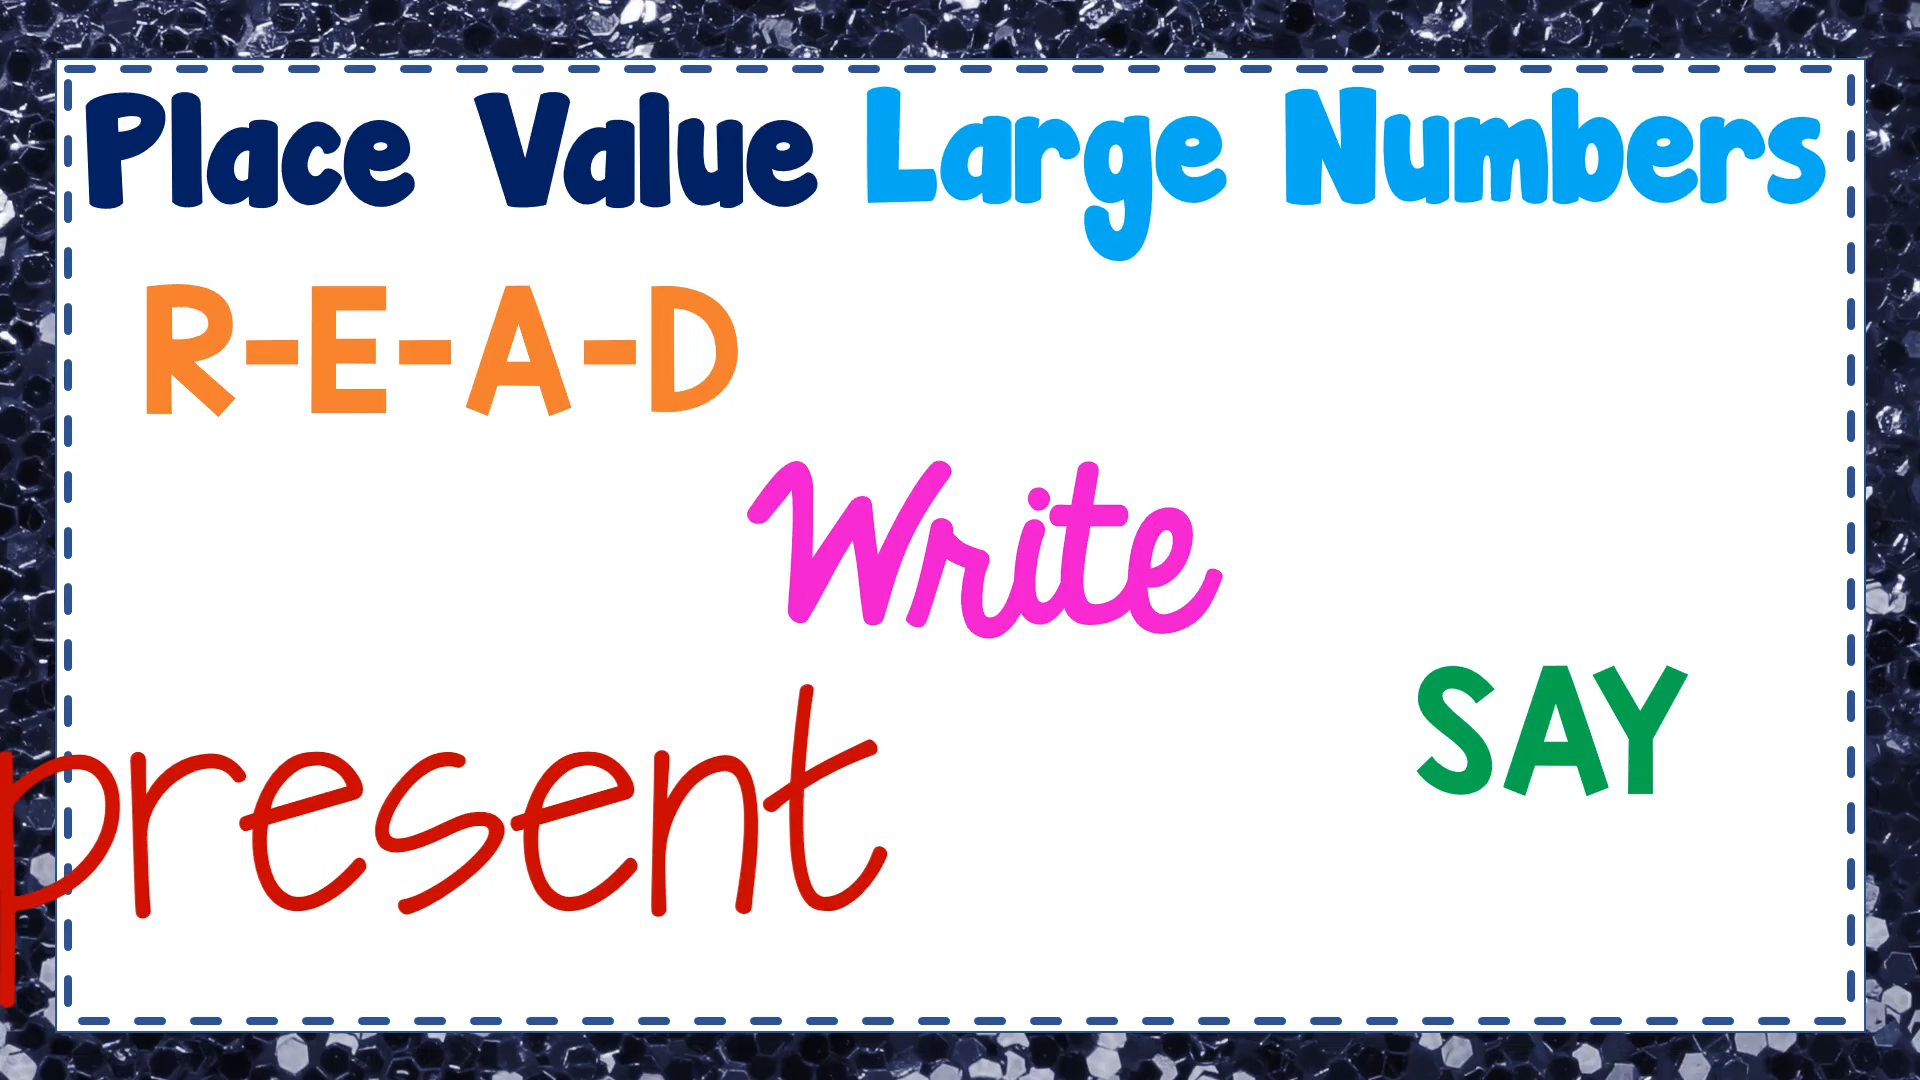 Place Value Large Numbers
R-E-A-D
Write
SAY
present